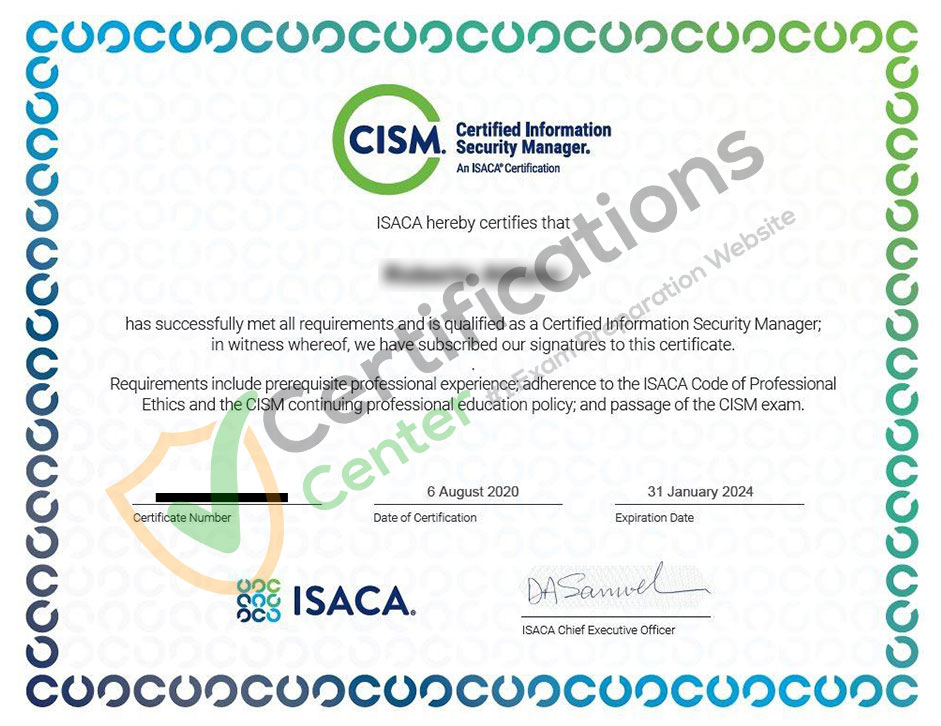 CISM.
Certified Information
Security Manager.
An ISACA® Certification
ISACA hereby certifies that
has successfully met all requirements and is qualified as a Certified Information Security Manager;
in witness whereof, we have subscribed our signatures to this certificate.
Requirements include prerequisite professional experience; adherence to the ISACA Code of Professional
Ethics and the CISM continuing professional education policy; and passage of the CISM exam.
Certifications
Center
#1 Exam Preparation Website
6 August 2020
31 January 2024
Certificate Number
Date of Certification
Expiration Date
ISACA®
DASamuel
ISACA Chief Executive Officer